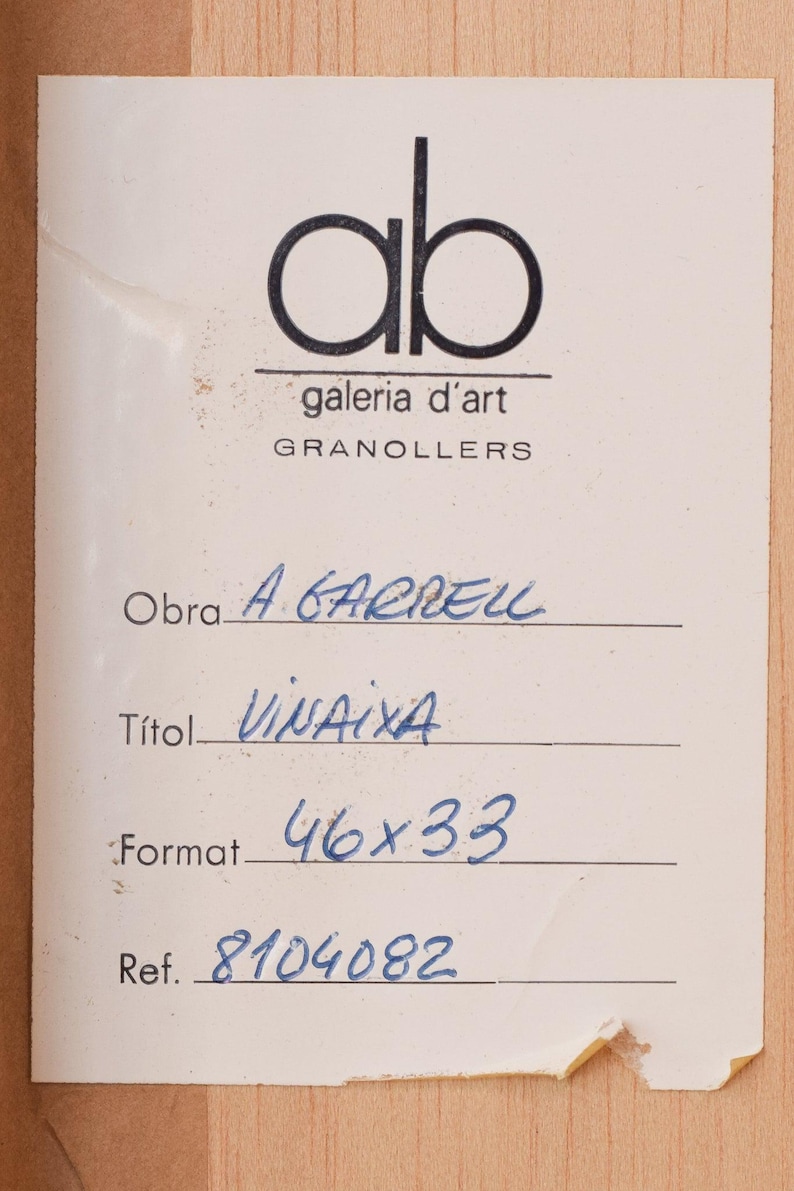 ab
galeria d'art
GRANOLLERS
Obra A GARRELL
Títol VINAIXA
Format 46x33
Ref. 8104082